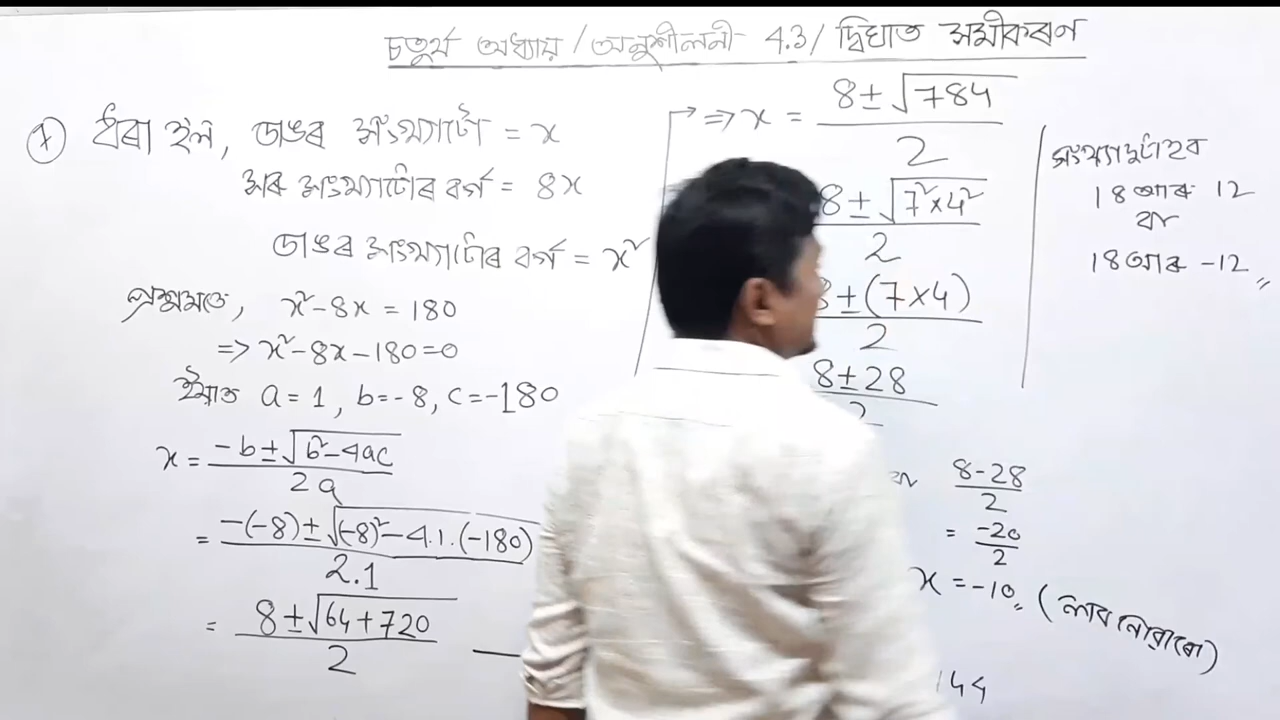 চতুৰ্থ অধ্যায় / অনুশীলনী- 4.3 / দ্বিঘাত সমীকৰণ
7 ধৰা হ'ল, ডাঙৰ সংখ্যাটো = x
সৰু সংখ্যাটোৰ বৰ্গ = 8x
ডাঙৰ সংখ্যাটোৰ বৰ্গ = x²
প্ৰশ্নমতে, x² - 8x = 180
=> x² - 8x - 180 = 0
ইয়াত a = 1, b = -8, c = -180
x = (-b ± √(b² - 4ac)) / 2a
= (-(-8) ± √((-8)² - 4.1.(-180))) / 2.1
= (8 ± √(64 + 720)) / 2
=> x = (8 ± √784) / 2
8 ± √(7² × 4²) / 2
± (7 × 4) / 2
8 ± 28 / 2
বা (8 - 28) / 2
= -20 / 2
x = -10 (ল'ব নোৱাৰো)
144
সংখ্যাদুটা হ'ব
18 আৰু 12
বা
18 আৰু -12